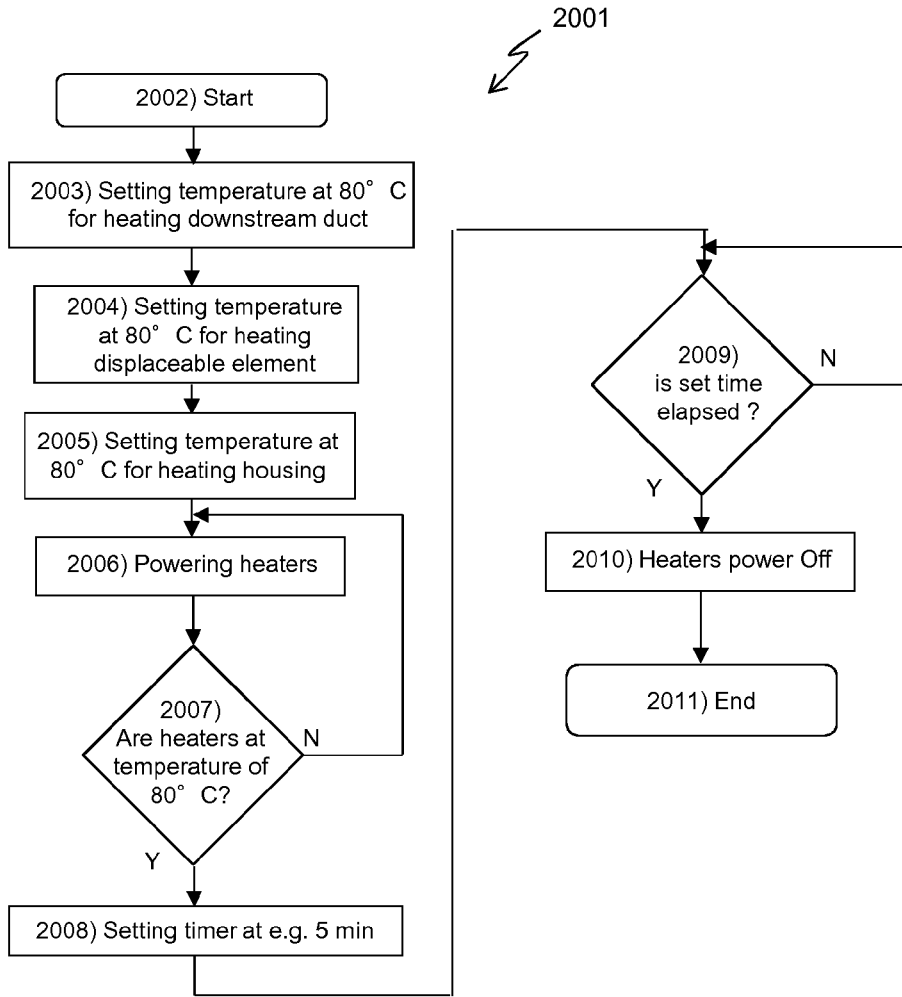 2001
2002) Start
2003) Setting temperature at 80° C
for heating downstream duct
2004) Setting temperature
at 80° C for heating
displaceable element
2005) Setting temperature at
80° C for heating housing
2006) Powering heaters
2007)
Are heaters at
temperature of
80° C?
N
Y
2008) Setting timer at e.g. 5 min
2009)
is set time
elapsed ?
N
Y
2010) Heaters power Off
2011) End